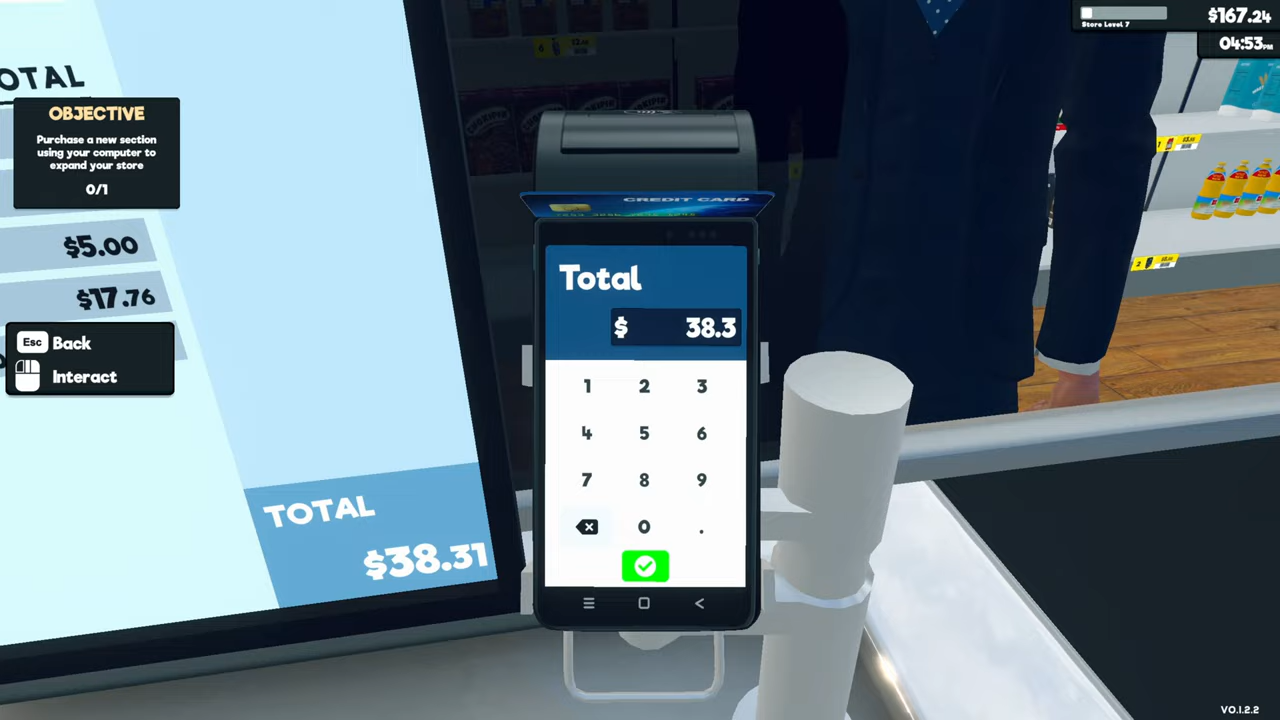 OTAL
OBJECTIVE
Purchase a new section
using your computer to
expand your store
0/1
$5.00
$17.76
Esc Back
Interact
TOTAL
$38.31
CREDIT CARD
Total
$ 38.3
1 2 3
4 5 6
7 8 9
0 .
Store Level 7
$167.24
04:53PM
V0.1.2.2